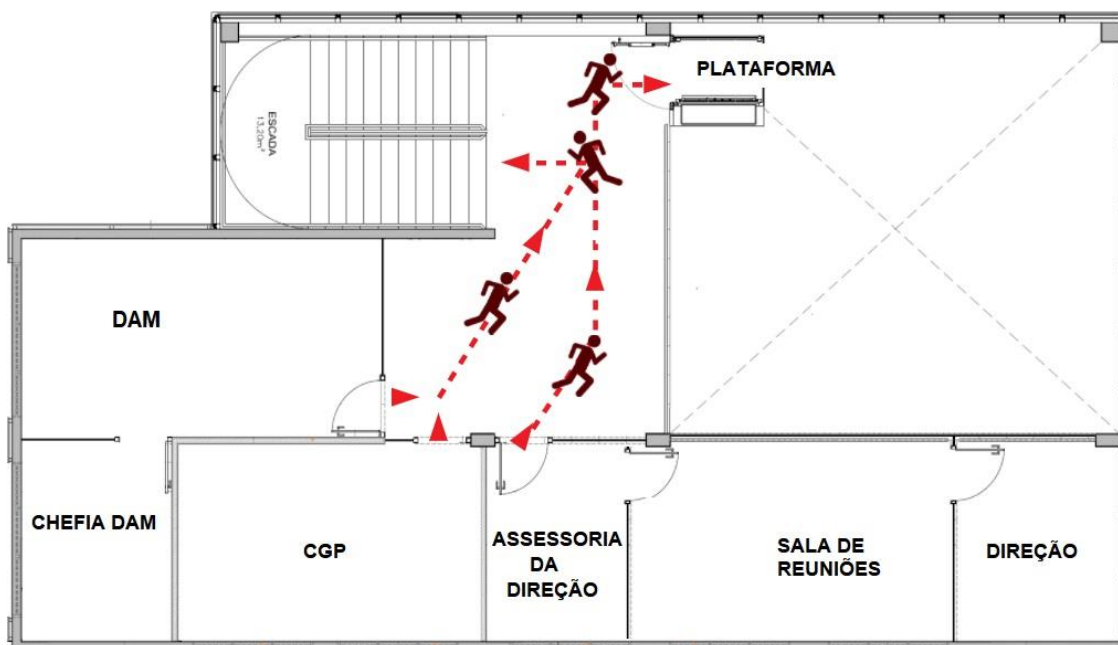 PLATAFORMA
ESCADA
13,20m²
DAM
CHEFIA DAM
CGP
ASSESSORIA
DA
DIREÇÃO
SALA DE
REUNIÕES
DIREÇÃO